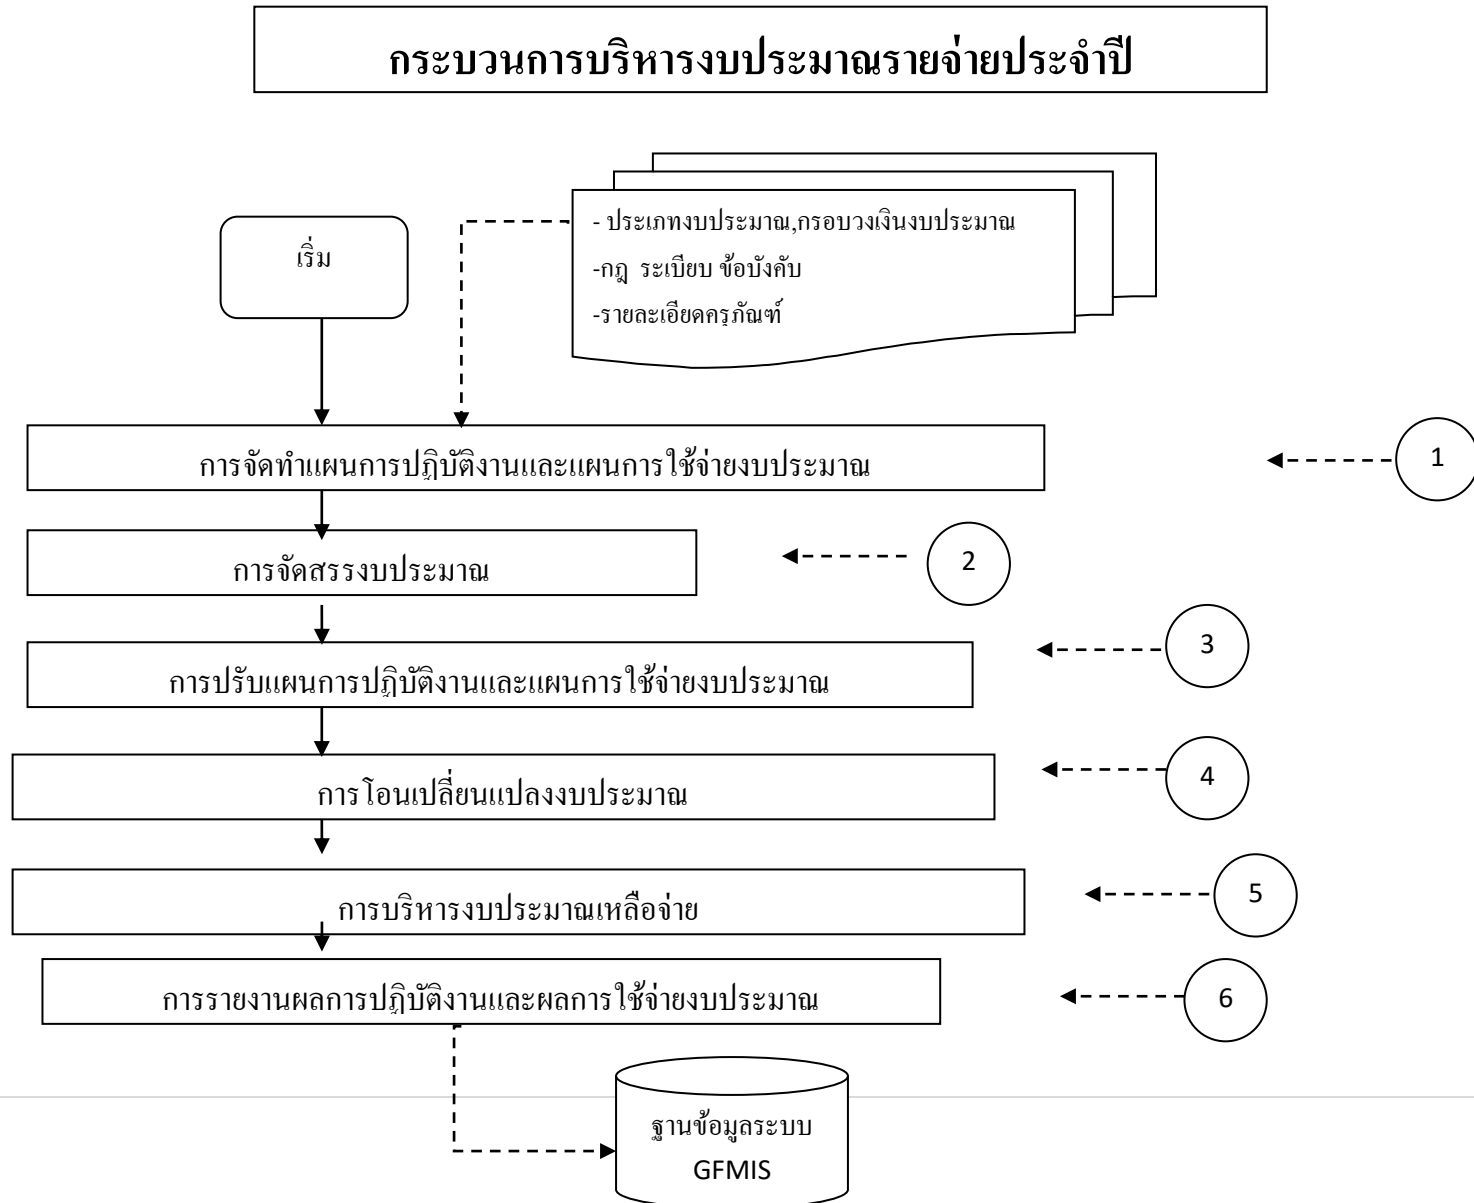 กระบวนการบริหารงบประมาณรายจ่ายประจำปี
เริ่ม
- ประเภทงบประมาณ,กรอบวงเงินงบประมาณ
-กฎ ระเบียบ ข้อบังคับ
-รายละเอียดครุภัณฑ์
การจัดทำแผนการปฏิบัติงานและแผนการใช้จ่ายงบประมาณ
1
การจัดสรรงบประมาณ
2
การปรับแผนการปฏิบัติงานและแผนการใช้จ่ายงบประมาณ
3
การโอนเปลี่ยนแปลงงบประมาณ
4
การบริหารงบประมาณเหลือจ่าย
5
การรายงานผลการปฏิบัติงานและผลการใช้จ่ายงบประมาณ
6
ฐานข้อมูลระบบ
GFMIS